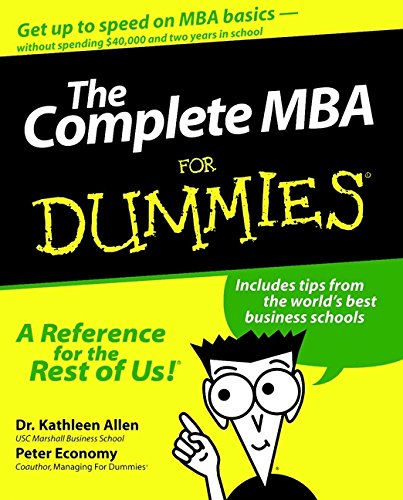 Get up to speed on MBA basics —
without spending $40,000 and two years in school
The
Complete MBA
FOR
DUMMIES®
Includes tips from
the world's best
business schools
A Reference
for the
Rest of Us!®
Dr. Kathleen Allen
USC Marshall Business School
Peter Economy
Coauthor, Managing For Dummies®